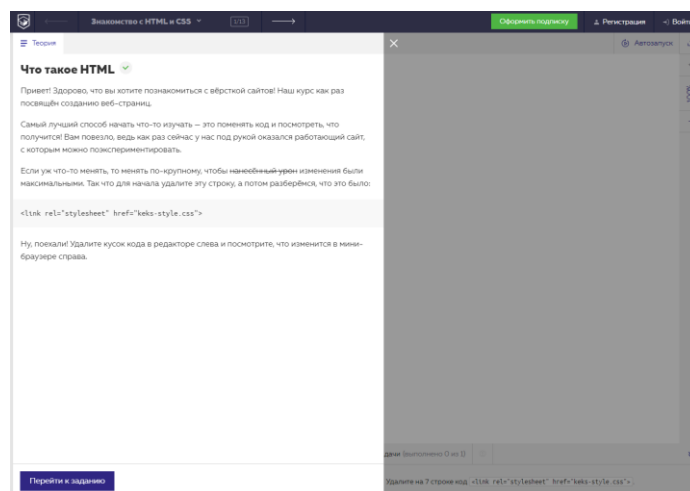 Знакомство с HTML и CSS
1/13
Оформить подписку
Регистрация
Войти
Теория
Автозапуск
Что такое HTML
Привет! Здорово, что вы хотите познакомиться с вёрсткой сайтов! Наш курс как раз
посвящён созданию веб-страниц.
Самый лучший способ начать что-то изучать — это поменять код и посмотреть, что
получится! Вам повезло, ведь как раз сейчас у нас под рукой оказался работающий сайт,
с которым можно поэкспериментировать.
Если уж что-то менять, то менять по-крупному, чтобы нанесённый урон изменения были
максимальными. Так что для начала удалите эту строку, а потом разберёмся, что это было:
<link rel="stylesheet" href="keks-style.css">
Ну, поехали! Удалите кусок кода в редакторе слева и посмотрите, что изменится в мини-
браузере справа.
дачи (выполнено 0 из 1)
Перейти к заданию
Удалите на 7 строке код <link rel="stylesheet" href="keks-style.css">.